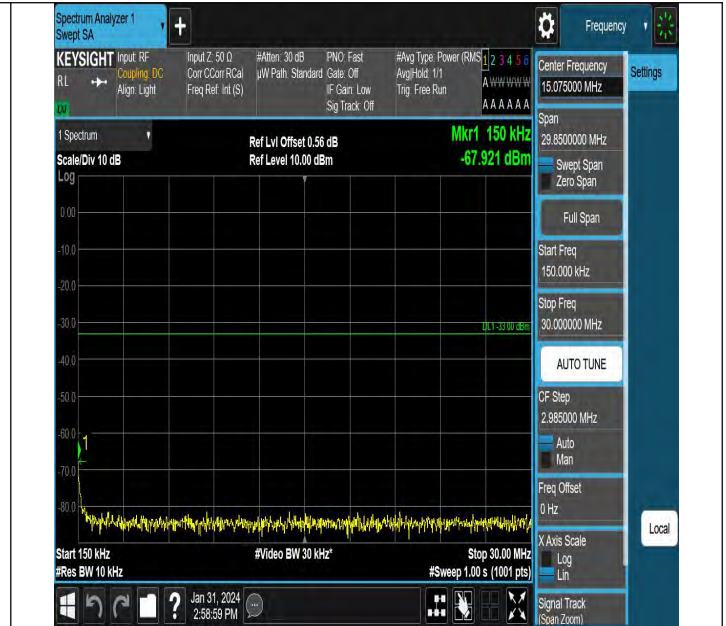 Spectrum Analyzer 1
Swept SA
+
Frequency
KEYSIGHT
RL
Input: RF
Coupling: DC
Align: Light
Input Z: 50 Ω
Corr CCorr RCal
Freq Ref: Int (S)
#Atten: 30 dB
µW Path: Standard
PNO: Fast
Gate: Off
IF Gain: Low
Sig Track: Off
#Avg Type: Power (RMS)
Avg|Hold: 1/1
Trig: Free Run
1 2 3 4 5 6
A W W W W W
A A A A A A
1 Spectrum
Scale/Div 10 dB
Log
Ref Lvl Offset 0.56 dB
Ref Level 10.00 dBm
Mkr1 150 kHz
-67.921 dBm
0.00
-10.0
-20.0
-30.0
DL1 -33.00 dBm
-40.0
-50.0
-60.0
1
-70.0
-80.0
Start 150 kHz
#Video BW 30 kHz*
Stop 30.00 MHz
#Res BW 10 kHz
#Sweep 1.00 s (1001 pts)
?
Jan 31, 2024
2:58:59 PM
Center Frequency
15.075000 MHz
Settings
Span
29.8500000 MHz
Swept Span
Zero Span
Full Span
Start Freq
150.000 kHz
Stop Freq
30.000000 MHz
AUTO TUNE
CF Step
2.985000 MHz
Auto
Man
Freq Offset
0 Hz
X Axis Scale
Log
Lin
Local
Signal Track
(Span Zoom)